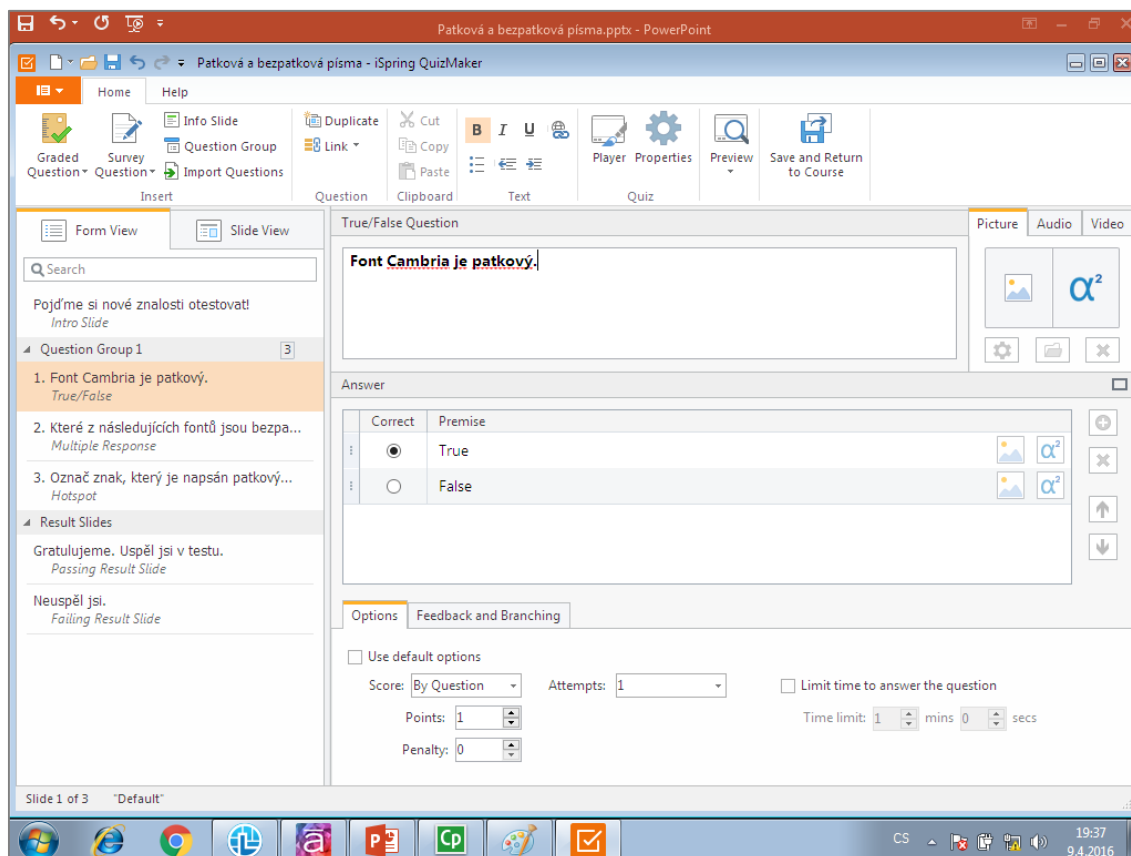 Patková a bezpatková písma.pptx - PowerPoint
Patková a bezpatková písma - iSpring QuizMaker
Home Help
Graded Question
Survey Question
Info Slide
Question Group
Import Questions
Insert
Duplicate
Link
Question
Cut
Copy
Paste
Clipboard
B I U
Text
Player Properties
Quiz
Preview
Save and Return to Course
Form View Slide View
Search
Pojďme si nové znalosti otestovat!
Intro Slide
Question Group 1 3
1. Font Cambria je patkový.
True/False
2. Které z následujících fontů jsou bezpa...
Multiple Response
3. Označ znak, který je napsán patkový...
Hotspot
Result Slides
Gratulujeme. Uspěl jsi v testu.
Passing Result Slide
Neuspěl jsi.
Failing Result Slide
True/False Question
Font Cambria je patkový.
Picture Audio Video
α²
Answer
Correct Premise
True α²
False α²
Options Feedback and Branching
Use default options
Score: By Question Attempts: 1 Limit time to answer the question
Points: 1 Time limit: 1 mins 0 secs
Penalty: 0
Slide 1 of 3 "Default"
a P Cp CS 19:37
9.4.2016